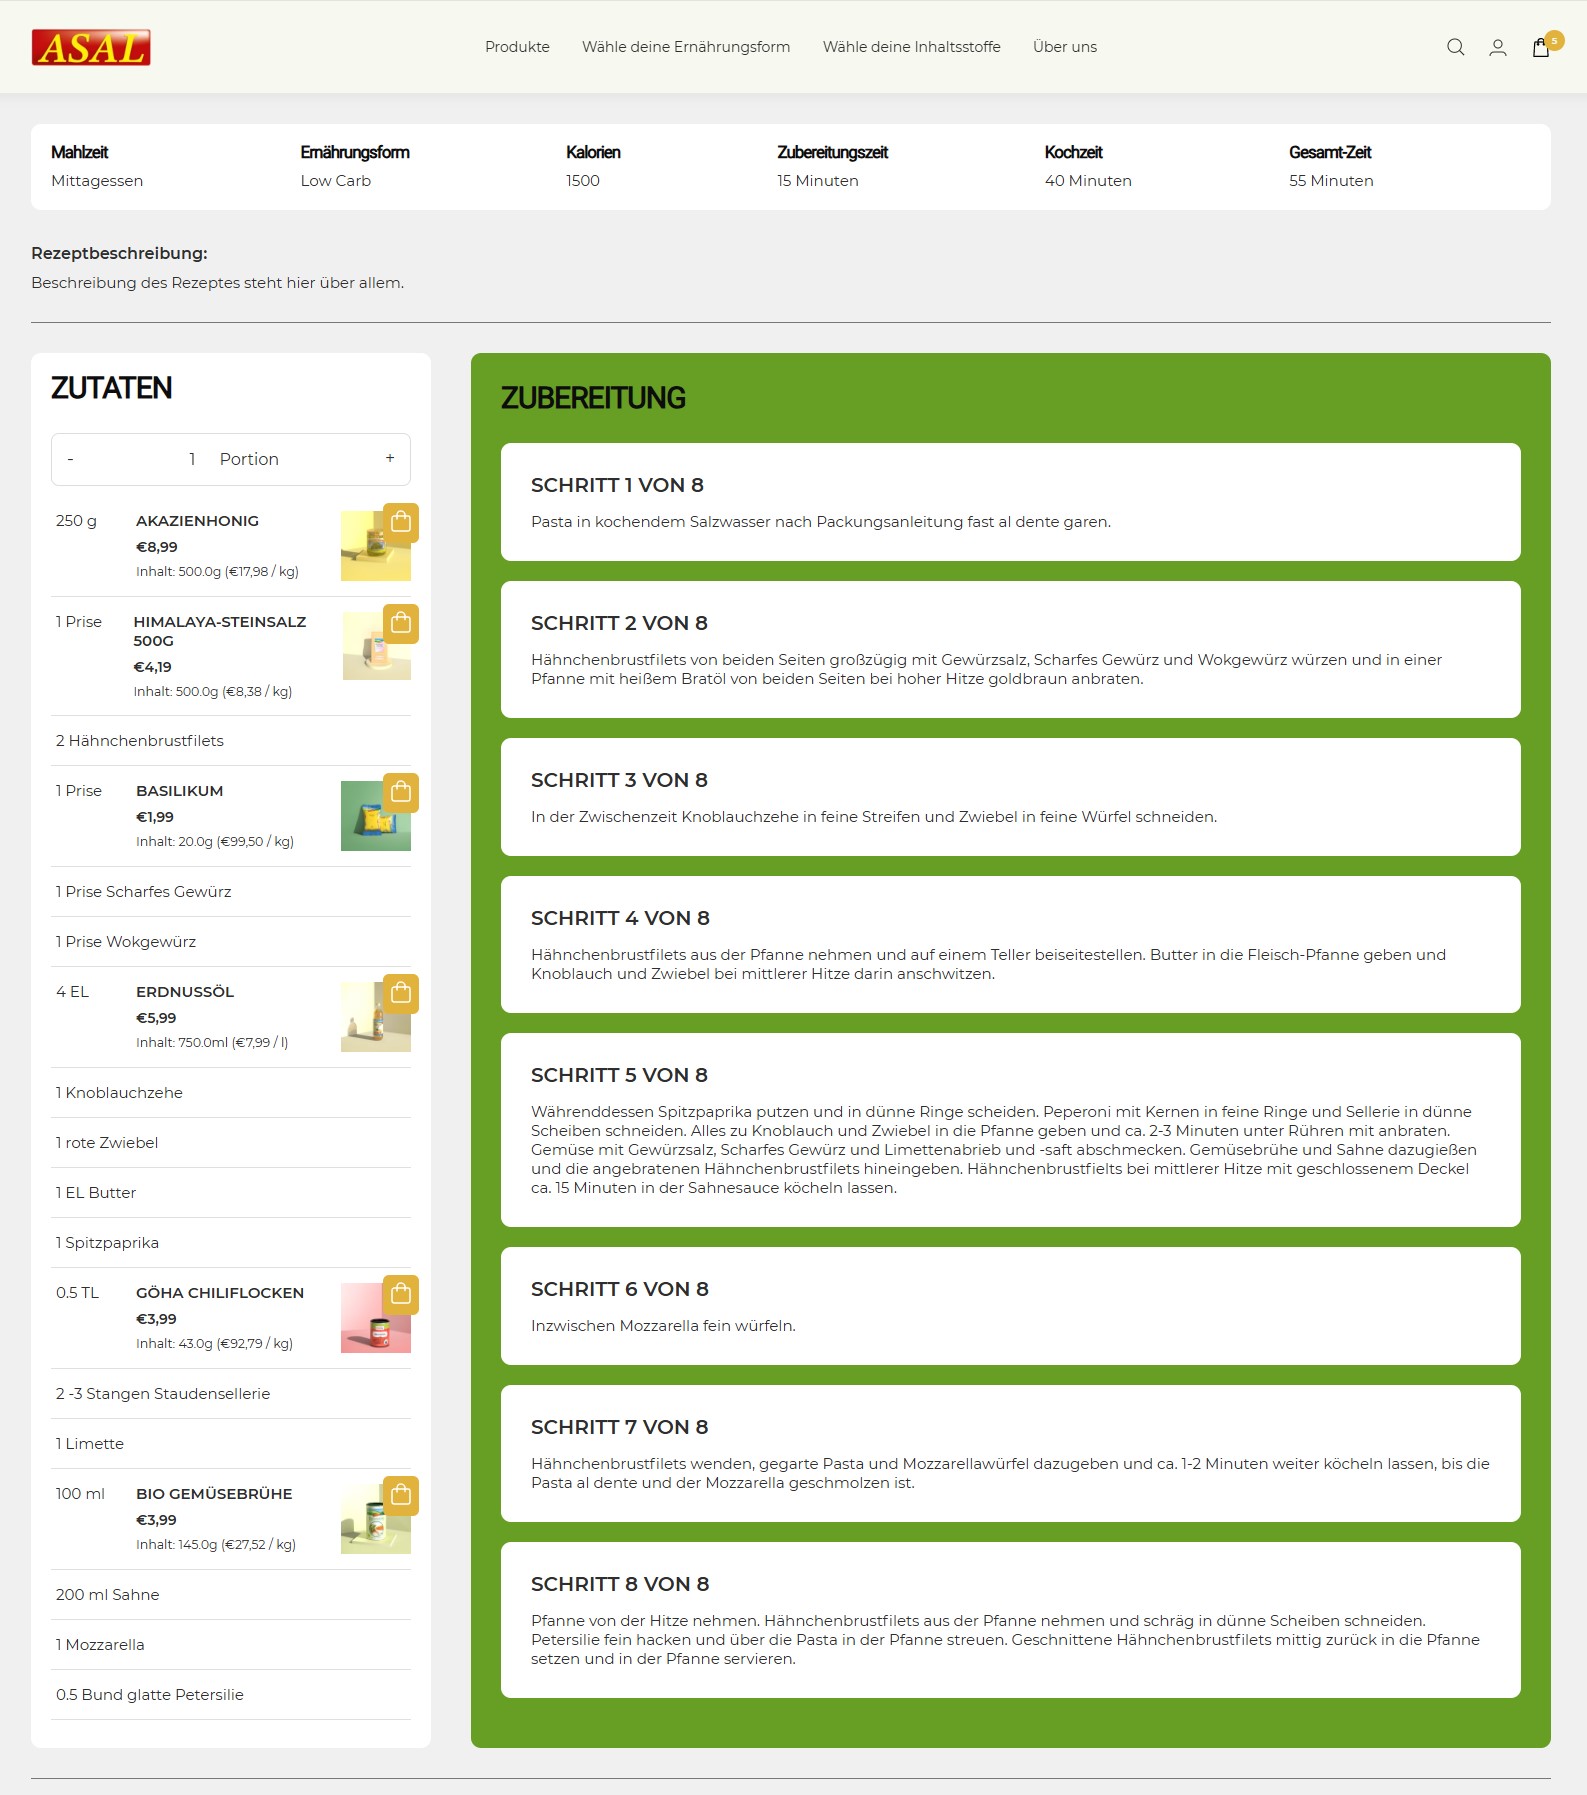 ASAL
Produkte
Wähle deine Ernährungsform
Wähle deine Inhaltsstoffe
Über uns
5
Mahlzeit
Mittagessen
Ernährungsform
Low Carb
Kalorien
1500
Zubereitungszeit
15 Minuten
Kochzeit
40 Minuten
Gesamt-Zeit
55 Minuten
Rezeptbeschreibung:
Beschreibung des Rezeptes steht hier über allem.
ZUTATEN
- 1 Portion +
250 g
AKAZIENHONIG
€8,99
Inhalt: 500.0g (€17,98 / kg)
1 Prise
HIMALAYA-STEINSALZ
500G
€4,19
Inhalt: 500.0g (€8,38 / kg)
2 Hähnchenbrustfilets
1 Prise
BASILIKUM
€1,99
Inhalt: 20.0g (€99,50 / kg)
1 Prise Scharfes Gewürz
1 Prise Wokgewürz
4 EL
ERDNUSSÖL
€5,99
Inhalt: 750.0ml (€7,99 / l)
1 Knoblauchzehe
1 rote Zwiebel
1 EL Butter
1 Spitzpaprika
0.5 TL
GÖHA CHILIFLOCKEN
€3,99
Inhalt: 43.0g (€92,79 / kg)
2 -3 Stangen Staudensellerie
1 Limette
100 ml
BIO GEMÜSEBRÜHE
€3,99
Inhalt: 145.0g (€27,52 / kg)
200 ml Sahne
1 Mozzarella
0.5 Bund glatte Petersilie
ZUBEREITUNG
SCHRITT 1 VON 8
Pasta in kochendem Salzwasser nach Packungsanleitung fast al dente garen.
SCHRITT 2 VON 8
Hähnchenbrustfilets von beiden Seiten großzügig mit Gewürzsalz, Scharfes Gewürz und Wokgewürz würzen und in einer
Pfanne mit heißem Bratöl von beiden Seiten bei hoher Hitze goldbraun anbraten.
SCHRITT 3 VON 8
In der Zwischenzeit Knoblauchzehe in feine Streifen und Zwiebel in feine Würfel schneiden.
SCHRITT 4 VON 8
Hähnchenbrustfilets aus der Pfanne nehmen und auf einem Teller beiseitestellen. Butter in die Fleisch-Pfanne geben und
Knoblauch und Zwiebel bei mittlerer Hitze darin anschwitzen.
SCHRITT 5 VON 8
Währenddessen Spitzpaprika putzen und in dünne Ringe scheiden. Peperoni mit Kernen in feine Ringe und Sellerie in dünne
Scheiben schneiden. Alles zu Knoblauch und Zwiebel in die Pfanne geben und ca. 2-3 Minuten unter Rühren mit anbraten.
Gemüse mit Gewürzsalz, Scharfes Gewürz und Limettenabrieb und -saft abschmecken. Gemüsebrühe und Sahne dazugießen
und die angebratenen Hähnchenbrustfilets hineingeben. Hähnchenbrustfielts bei mittlerer Hitze mit geschlossenem Deckel
ca. 15 Minuten in der Sahnesauce köcheln lassen.
SCHRITT 6 VON 8
Inzwischen Mozzarella fein würfeln.
SCHRITT 7 VON 8
Hähnchenbrustfilets wenden, gegarte Pasta und Mozzarellawürfel dazugeben und ca. 1-2 Minuten weiter köcheln lassen, bis die
Pasta al dente und der Mozzarella geschmolzen ist.
SCHRITT 8 VON 8
Pfanne von der Hitze nehmen. Hähnchenbrustfilets aus der Pfanne nehmen und schräg in dünne Scheiben schneiden.
Petersilie fein hacken und über die Pasta in der Pfanne streuen. Geschnittene Hähnchenbrustfilets mittig zurück in die Pfanne
setzen und in der Pfanne servieren.